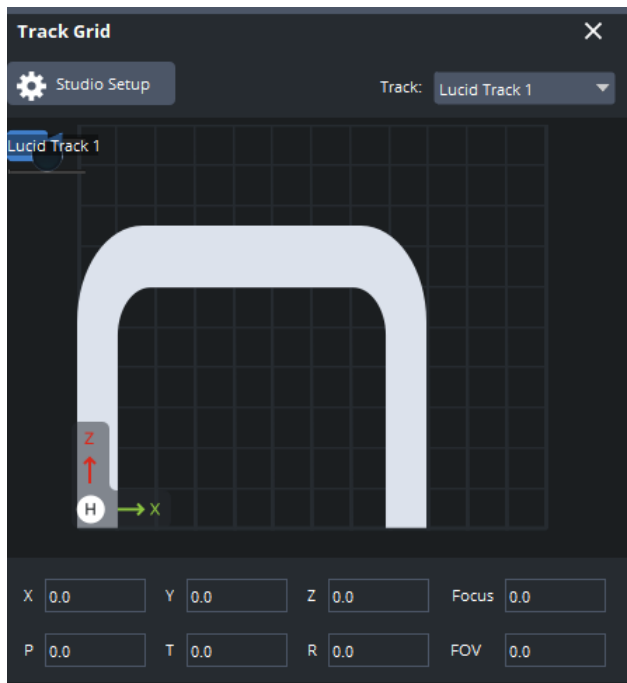 Track Grid
Studio Setup
Track: Lucid Track 1
Lucid Track 1
Z
H X
X 0.0 Y 0.0 Z 0.0 Focus 0.0
P 0.0 T 0.0 R 0.0 FOV 0.0